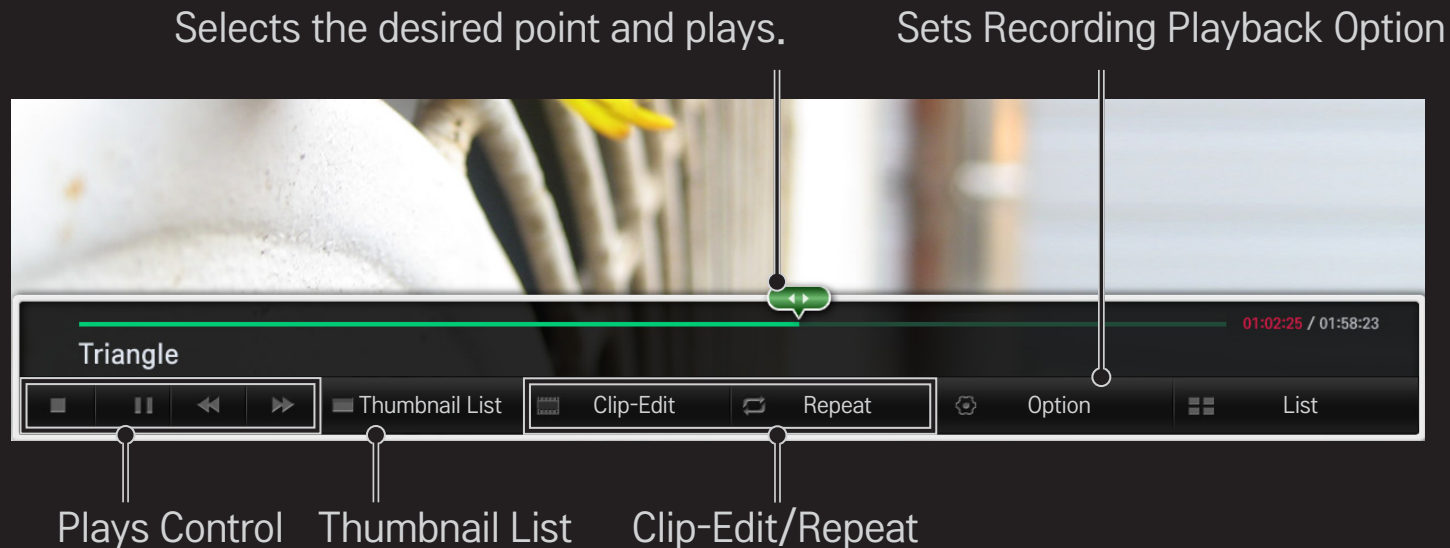 Selects the desired point and plays. Sets Recording Playback Option
01:02:25 / 01:58:23
Triangle
Thumbnail List Clip-Edit Repeat Option List
Plays Control Thumbnail List Clip-Edit/Repeat